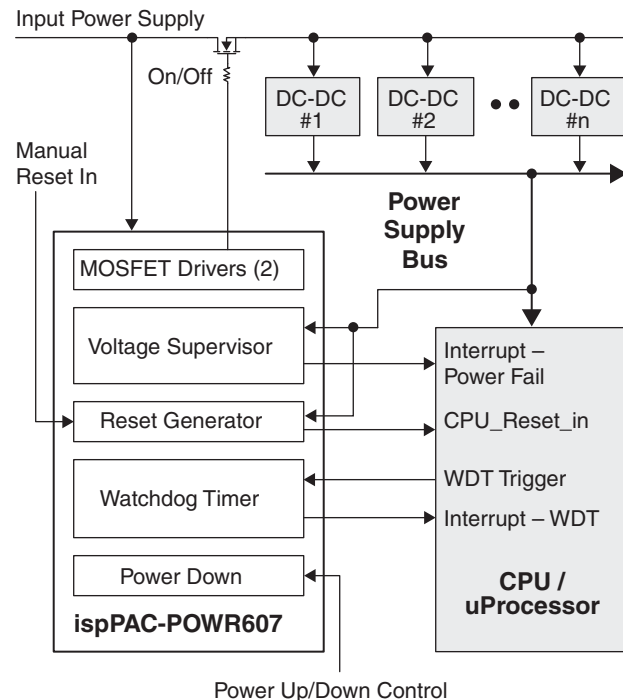 Input Power Supply
On/Off
DC-DC
#1
DC-DC
#2
DC-DC
#n
Manual
Reset In
Power
Supply
Bus
MOSFET Drivers (2)
Voltage Supervisor
Interrupt –
Power Fail
Reset Generator
CPU_Reset_in
Watchdog Timer
WDT Trigger
Interrupt – WDT
Power Down
CPU /
uProcessor
ispPAC-POWR607
Power Up/Down Control